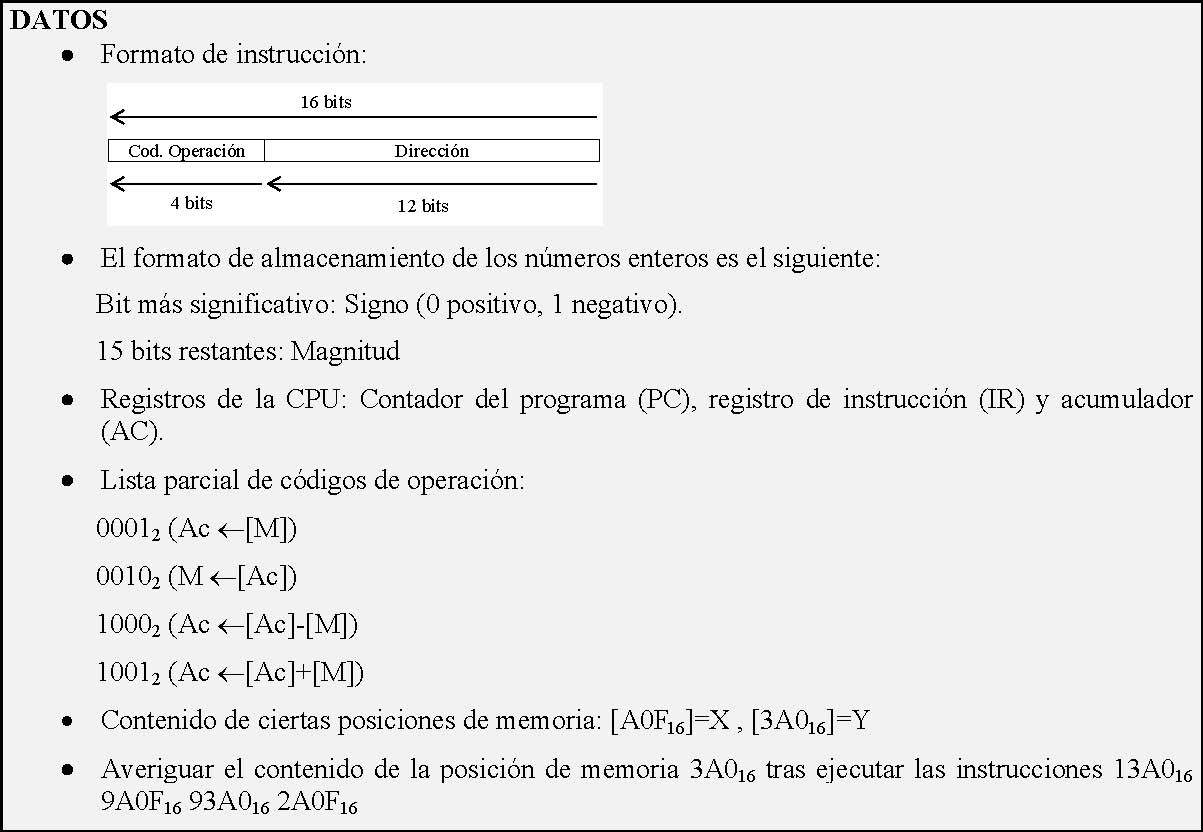 DATOS
• Formato de instrucción:
16 bits
Cod. Operación Dirección
4 bits 12 bits
• El formato de almacenamiento de los números enteros es el siguiente:
Bit más significativo: Signo (0 positivo, 1 negativo).
15 bits restantes: Magnitud
• Registros de la CPU: Contador del programa (PC), registro de instrucción (IR) y acumulador
(AC).
• Lista parcial de códigos de operación:
0001₂ (Ac ←[M])
0010₂ (M ←[Ac])
1000₂ (Ac ←[Ac]-[M])
1001₂ (Ac ←[Ac]+[M])
• Contenido de ciertas posiciones de memoria: [A0F₁₆]=X , [3A0₁₆]=Y
• Averiguar el contenido de la posición de memoria 3A0₁₆ tras ejecutar las instrucciones 13A0₁₆
9A0F₁₆ 93A0₁₆ 2A0F₁₆